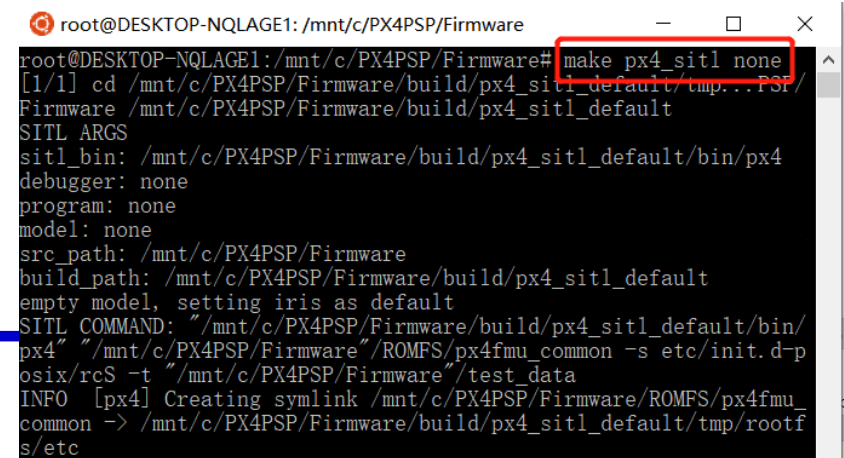 root@DESKTOP-NQLAGE1: /mnt/c/PX4PSP/Firmware
root@DESKTOP-NQLAGE1:/mnt/c/PX4PSP/Firmware# make px4_sitl none
[1/1] cd /mnt/c/PX4PSP/Firmware/build/px4_sitl_default/tmp...PSP/
Firmware /mnt/c/PX4PSP/Firmware/build/px4_sitl_default
SITL ARGS
sitl_bin: /mnt/c/PX4PSP/Firmware/build/px4_sitl_default/bin/px4
debugger: none
program: none
model: none
src_path: /mnt/c/PX4PSP/Firmware
build_path: /mnt/c/PX4PSP/Firmware/build/px4_sitl_default
empty model, setting iris as default
SITL COMMAND: "/mnt/c/PX4PSP/Firmware/build/px4_sitl_default/bin/
px4" "/mnt/c/PX4PSP/Firmware"/ROMFS/px4fmu_common -s etc/init.d-p
osix/rcS -t "/mnt/c/PX4PSP/Firmware"/test_data
INFO  [px4] Creating symlink /mnt/c/PX4PSP/Firmware/ROMFS/px4fmu_
common -> /mnt/c/PX4PSP/Firmware/build/px4_sitl_default/tmp/rootf
s/etc